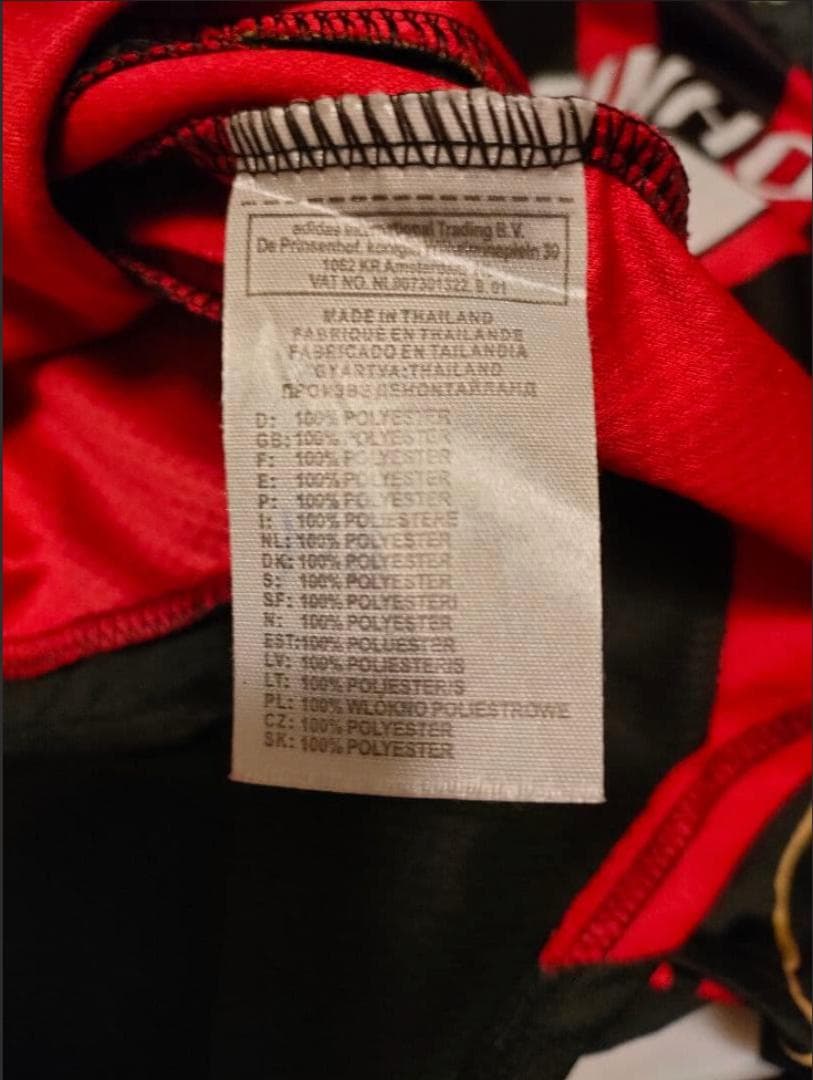 INHO
adidas International Trading B.V.
De Prinsenhof, koningin Wilhelminaplein 30
1062 KR Amsterdam
VAT NO. NL807301322. B. 01
MADE IN THAILAND
FABRIQUE EN THAILANDE
FABRICADO EN TAILANDIA
GYARTVA:THAILAND
D: 100% POLYESTER
GB: 100% POLYESTER
F: 100% POLYESTER
E: 100% POLYESTER
P: 100% POLYESTER
I: 100% POLIESTERE
NL: 100% POLYESTER
DK: 100% POLYESTER
S: 100% POLYESTER
SF: 100% POLYESTERI
N: 100% POLYESTER
EST:100% POLUESTER
LV: 100% POLIESTERIS
LT: 100% POLIESTERIS
PL: 100% WLOKNO POLIESTROWE
CZ: 100% POLYESTER
SK: 100% POLYESTER